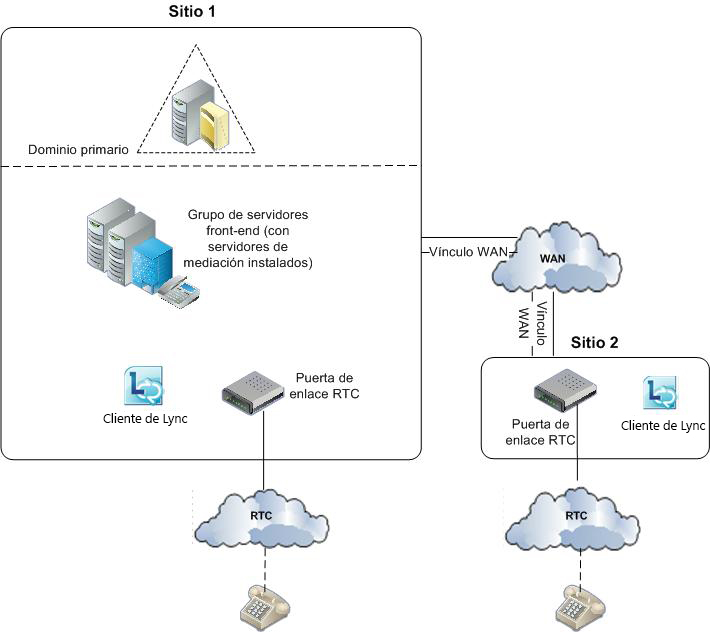 Sitio 1
Dominio primario
Grupo de servidores
front-end (con
servidores de
mediación instalados)
Vínculo WAN
WAN
Vínculo
WAN
Sitio 2
Cliente de Lync
Puerta de
enlace RTC
Puerta de
enlace RTC
Cliente de Lync
RTC
RTC